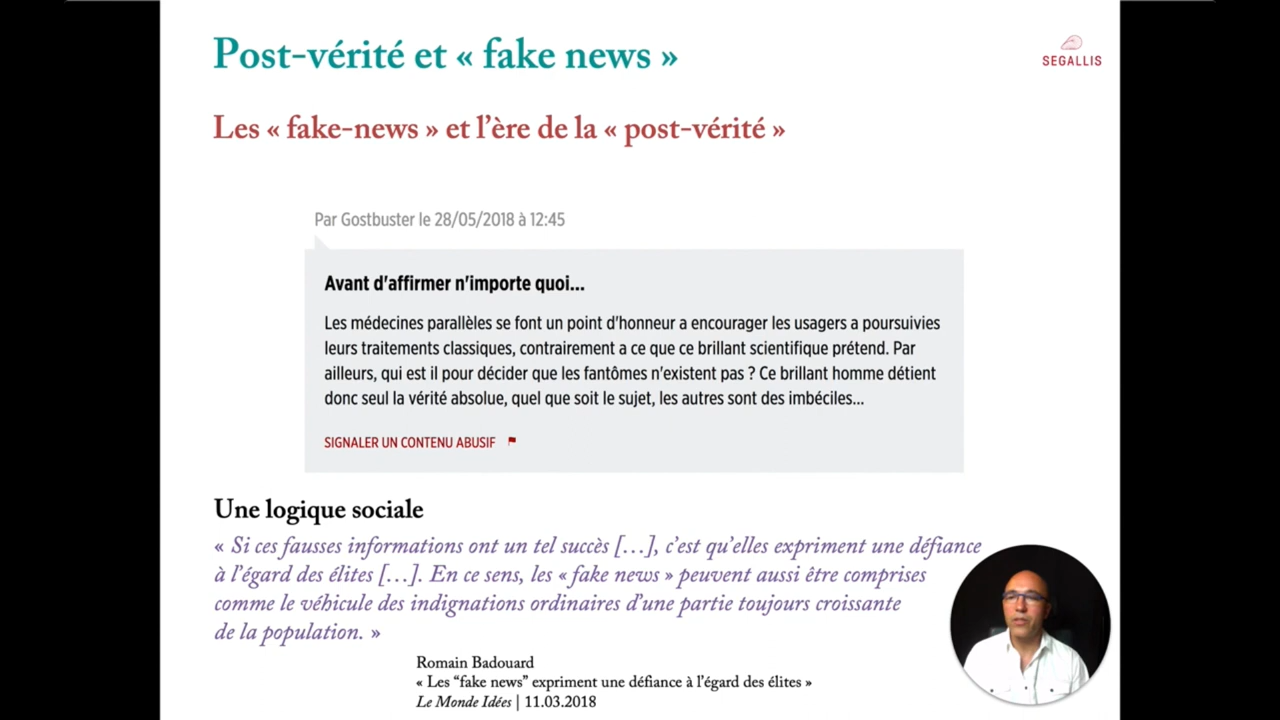 Post-vérité et « fake news »
SEGALLIS
Les « fake-news » et l'ère de la « post-vérité »
Par Gostbuster le 28/05/2018 à 12:45
Avant d'affirmer n'importe quoi...
Les médecines parallèles se font un point d'honneur a encourager les usagers a poursuivies
leurs traitements classiques, contrairement a ce que ce brillant scientifique prétend. Par
ailleurs, qui est il pour décider que les fantômes n'existent pas ? Ce brillant homme détient
donc seul la vérité absolue, quel que soit le sujet, les autres sont des imbéciles...
SIGNALER UN CONTENU ABUSIF
Une logique sociale
« Si ces fausses informations ont un tel succès […], c'est qu'elles expriment une défiance
à l'égard des élites […]. En ce sens, les « fake news » peuvent aussi être comprises
comme le véhicule des indignations ordinaires d'une partie toujours croissante
de la population. »
Romain Badouard
« Les "fake news" expriment une défiance à l'égard des élites »
Le Monde Idées | 11.03.2018